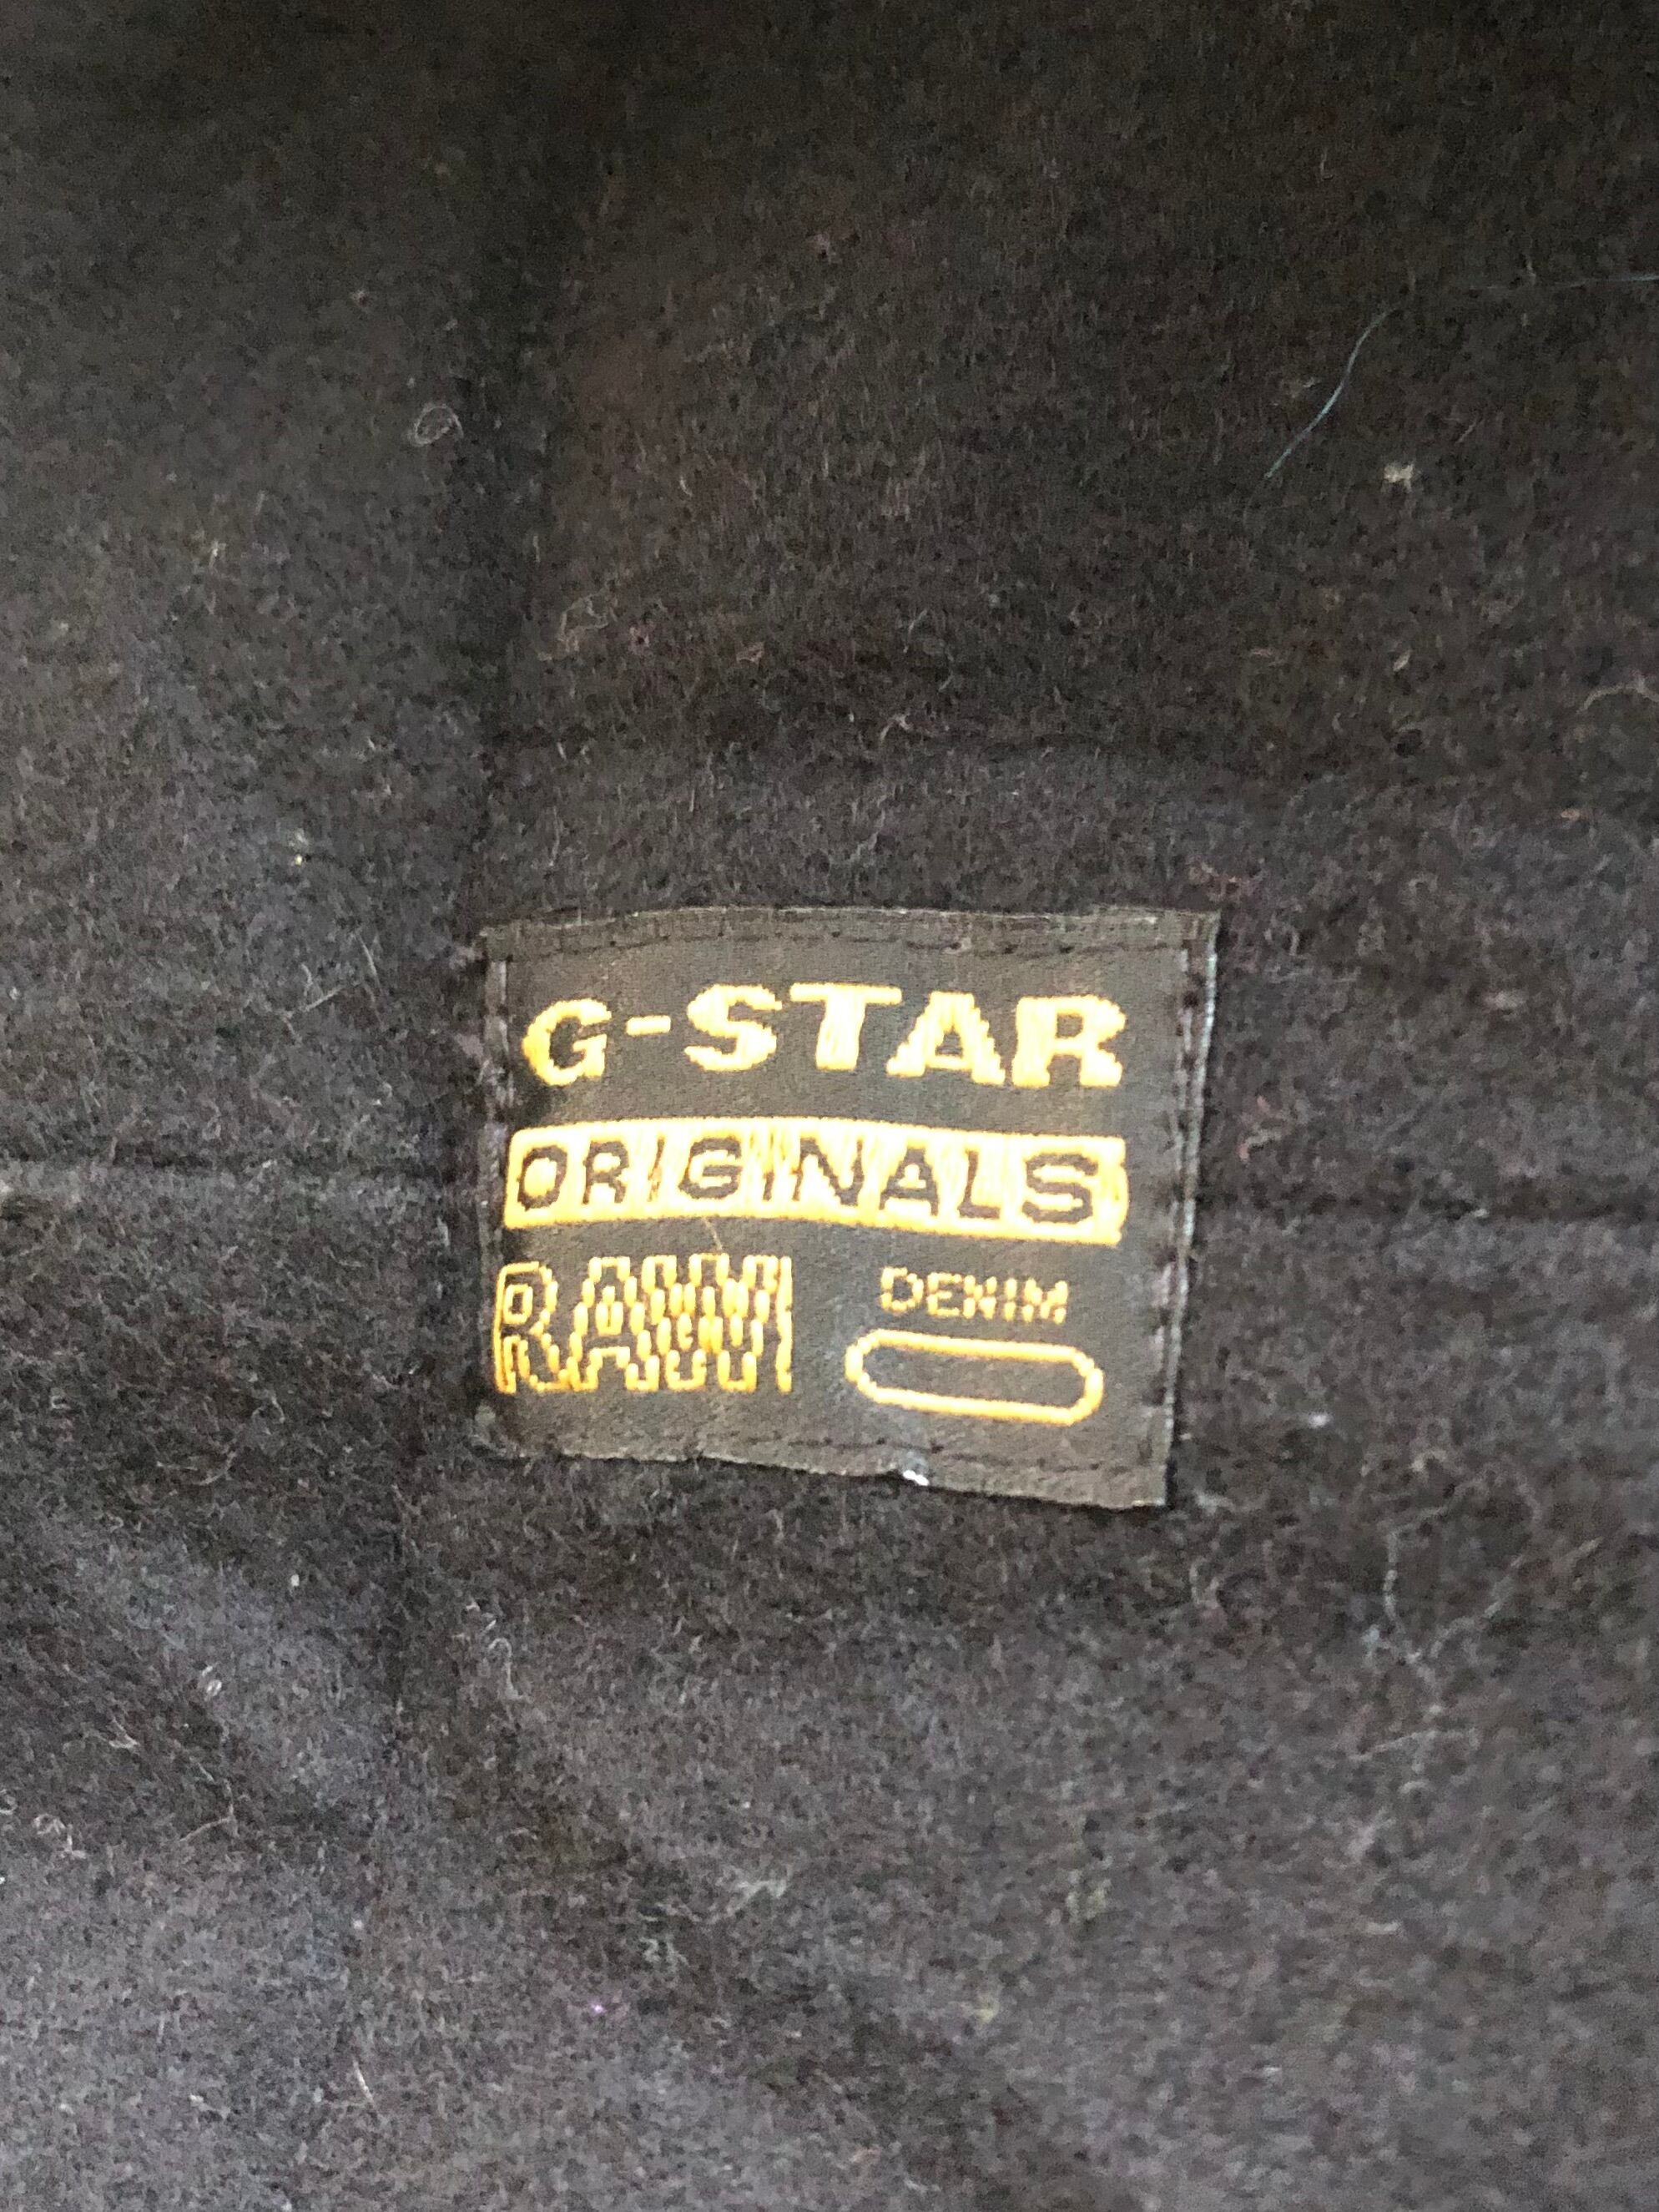 G-STAR
ORIGINALS
RAW DENIM